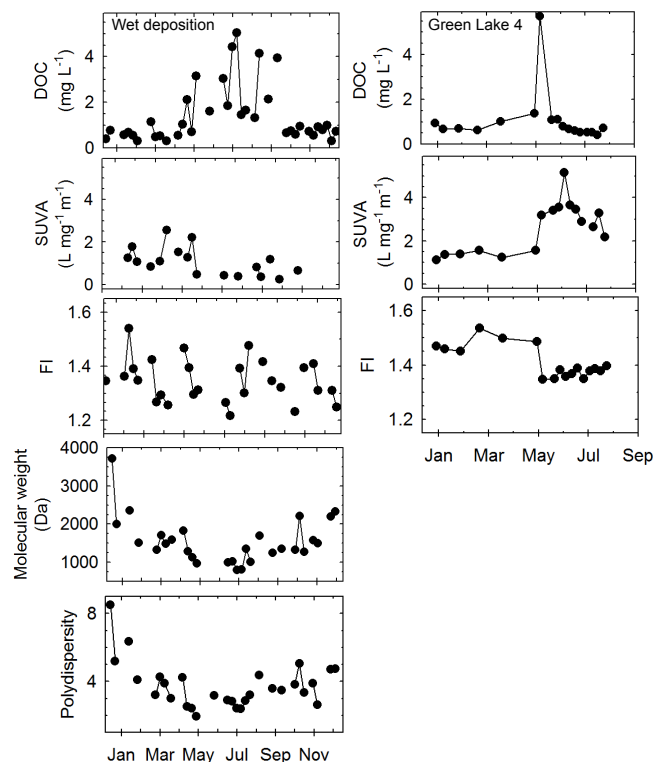 Wet deposition
DOC
(mg L-1)
4
2
0
SUVA
(L mg-1 m-1)
4
2
0
FI
1.6
1.4
1.2
Molecular weight
(Da)
4000
3000
2000
1000
Polydispersity
8
4
Jan Mar May Jul Sep Nov
Green Lake 4
DOC
(mg L-1)
4
2
0
SUVA
(L mg-1 m-1)
4
2
0
FI
1.6
1.4
1.2
Jan Mar May Jul Sep